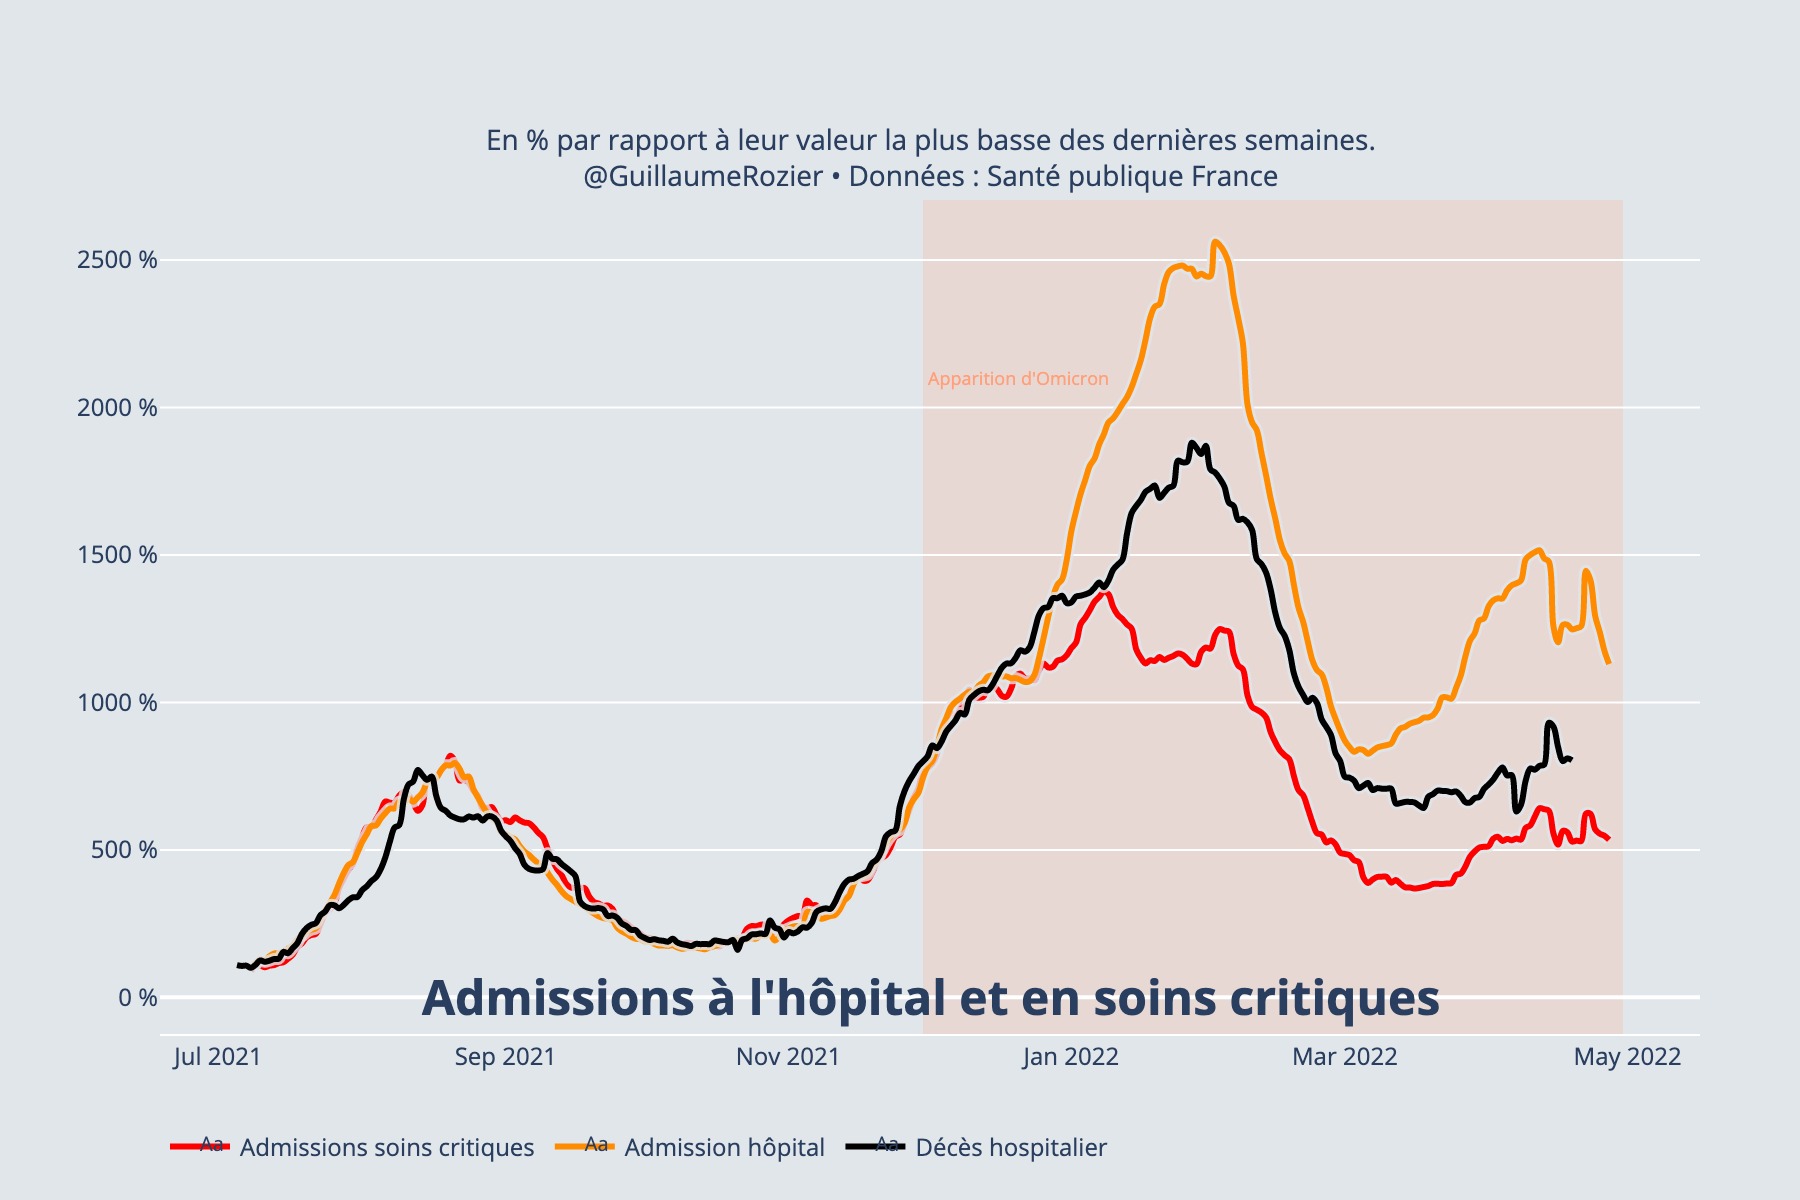 En % par rapport à leur valeur la plus basse des dernières semaines.
@GuillaumeRozier • Données : Santé publique France
2500 %
Apparition d'Omicron
2000 %
1500 %
1000 %
500 %
0 %
Admissions à l'hôpital et en soins critiques
Jul 2021 Sep 2021 Nov 2021 Jan 2022 Mar 2022 May 2022
Aa Admissions soins critiques Aa Admission hôpital Aa Décès hospitalier